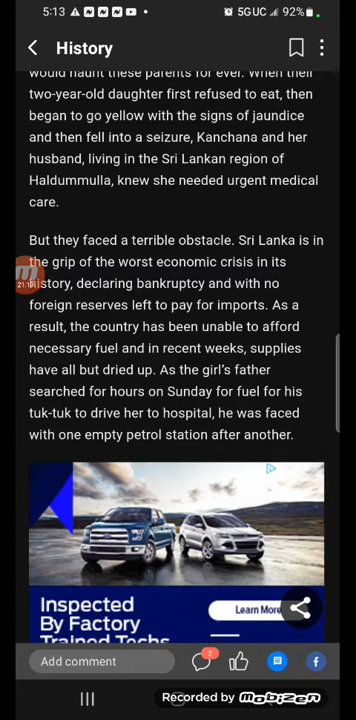 5:13
5GUC 92%
History
would haunt these parents for ever. When their
two-year-old daughter first refused to eat, then
began to go yellow with the signs of jaundice
and then fell into a seizure, Kanchana and her
husband, living in the Sri Lankan region of
Haldummulla, knew she needed urgent medical
care.
But they faced a terrible obstacle. Sri Lanka is in
the grip of the worst economic crisis in its
history, declaring bankruptcy and with no
foreign reserves left to pay for imports. As a
result, the country has been unable to afford
necessary fuel and in recent weeks, supplies
have all but dried up. As the girl's father
searched for hours on Sunday for fuel for his
tuk-tuk to drive her to hospital, he was faced
with one empty petrol station after another.
Inspected
By Factory
Trained Techs
Learn More
Add comment
2
Recorded by mobizen